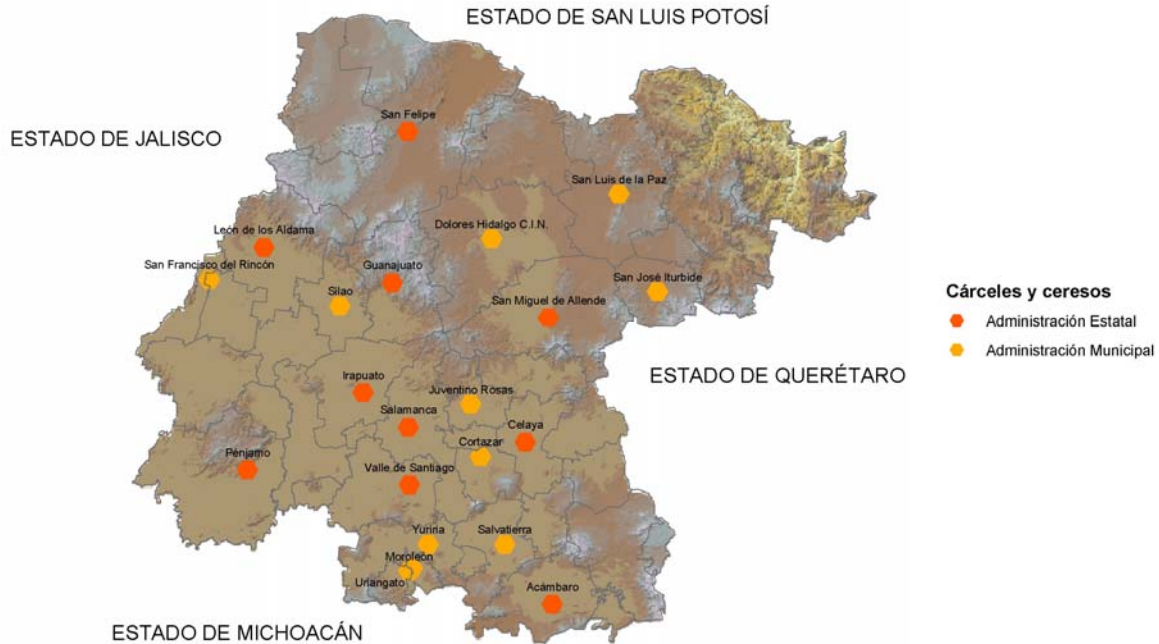 ESTADO DE SAN LUIS POTOSÍ
San Felipe
ESTADO DE JALISCO
San Luis de la Paz
León de los Aldama
Dolores Hidalgo C.I.N.
San Francisco del Rincón
Guanajuato
San José Iturbide
Silao
San Miguel de Allende
Cárceles y ceresos
Administración Estatal
Administración Municipal
ESTADO DE QUERÉTARO
Irapuato
Juventino Rosas
Salamanca
Celaya
Cortazar
Pénjamo
Valle de Santiago
Yuriria
Salvatierra
Moroleón
Uriangato
Acámbaro
ESTADO DE MICHOACÁN